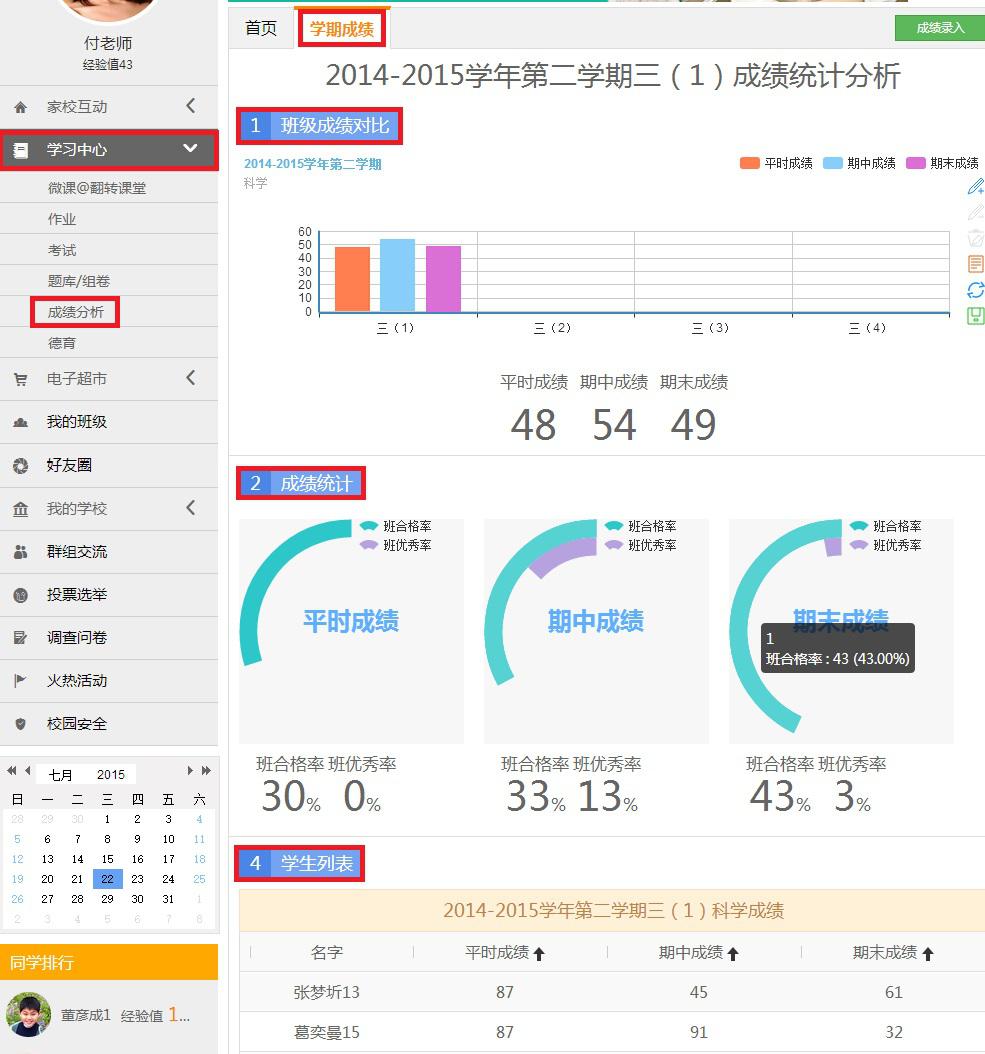 付老师
经验值43
家校互动
学习中心
微课@翻转课堂
作业
考试
题库/组卷
成绩分析
德育
电子超市
我的班级
好友圈
我的学校
群组交流
投票选举
调查问卷
火热活动
校园安全
七月 2015
日 一 二 三 四 五 六
28 29 30 1 2 3 4
5 6 7 8 9 10 11
12 13 14 15 16 17 18
19 20 21 22 23 24 25
26 27 28 29 30 31 1
2 3 4 5 6 7 8
同学排行
董彦成1 经验值 1...
首页 学期成绩 成绩录入
2014-2015学年第二学期三（1）成绩统计分析
1 班级成绩对比
2014-2015学年第二学期
科学
平时成绩 期中成绩 期末成绩
60
50
40
30
20
10
0
三（1） 三（2） 三（3） 三（4）
平时成绩 期中成绩 期末成绩
48 54 49
2 成绩统计
班合格率 班合格率 班合格率
班优秀率 班优秀率 班优秀率
平时成绩 期中成绩 期末成绩
1
班合格率 : 43 (43.00%)
班合格率 班优秀率 班合格率 班优秀率 班合格率 班优秀率
30% 0% 33% 13% 43% 3%
4 学生列表
2014-2015学年第二学期三（1）科学成绩
名字 平时成绩 期中成绩 期末成绩
张梦圻13 87 45 61
葛奕曼15 87 91 32